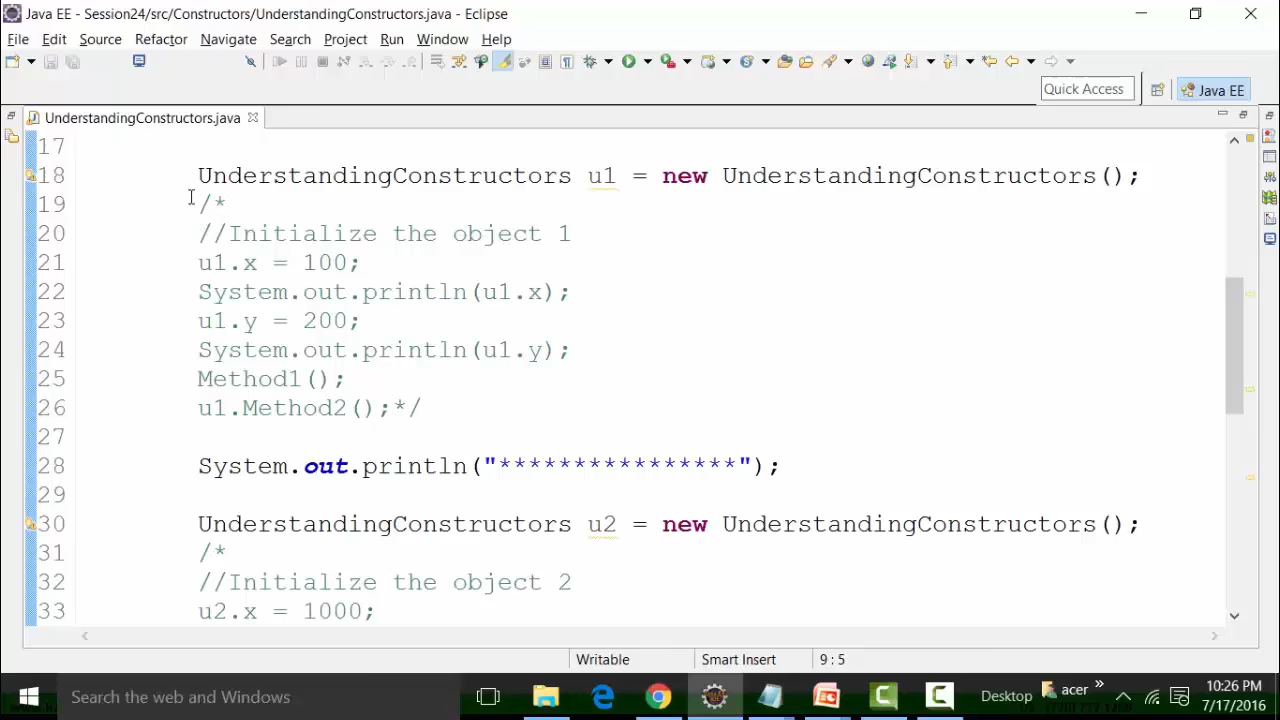 Java EE - Session24/src/Constructors/UnderstandingConstructors.java - Eclipse
File Edit Source Refactor Navigate Search Project Run Window Help
Quick Access
Java EE
UnderstandingConstructors.java
17
18 UnderstandingConstructors u1 = new UnderstandingConstructors();
19 /*
20 //Initialize the object 1
21 u1.x = 100;
22 System.out.println(u1.x);
23 u1.y = 200;
24 System.out.println(u1.y);
25 Method1();
26 u1.Method2();*/
27
28 System.out.println("****************");
29
30 UnderstandingConstructors u2 = new UnderstandingConstructors();
31 /*
32 //Initialize the object 2
33 u2.x = 1000;
Writable Smart Insert 9 : 5
Search the web and Windows
Desktop acer
10:26 PM
7/17/2016